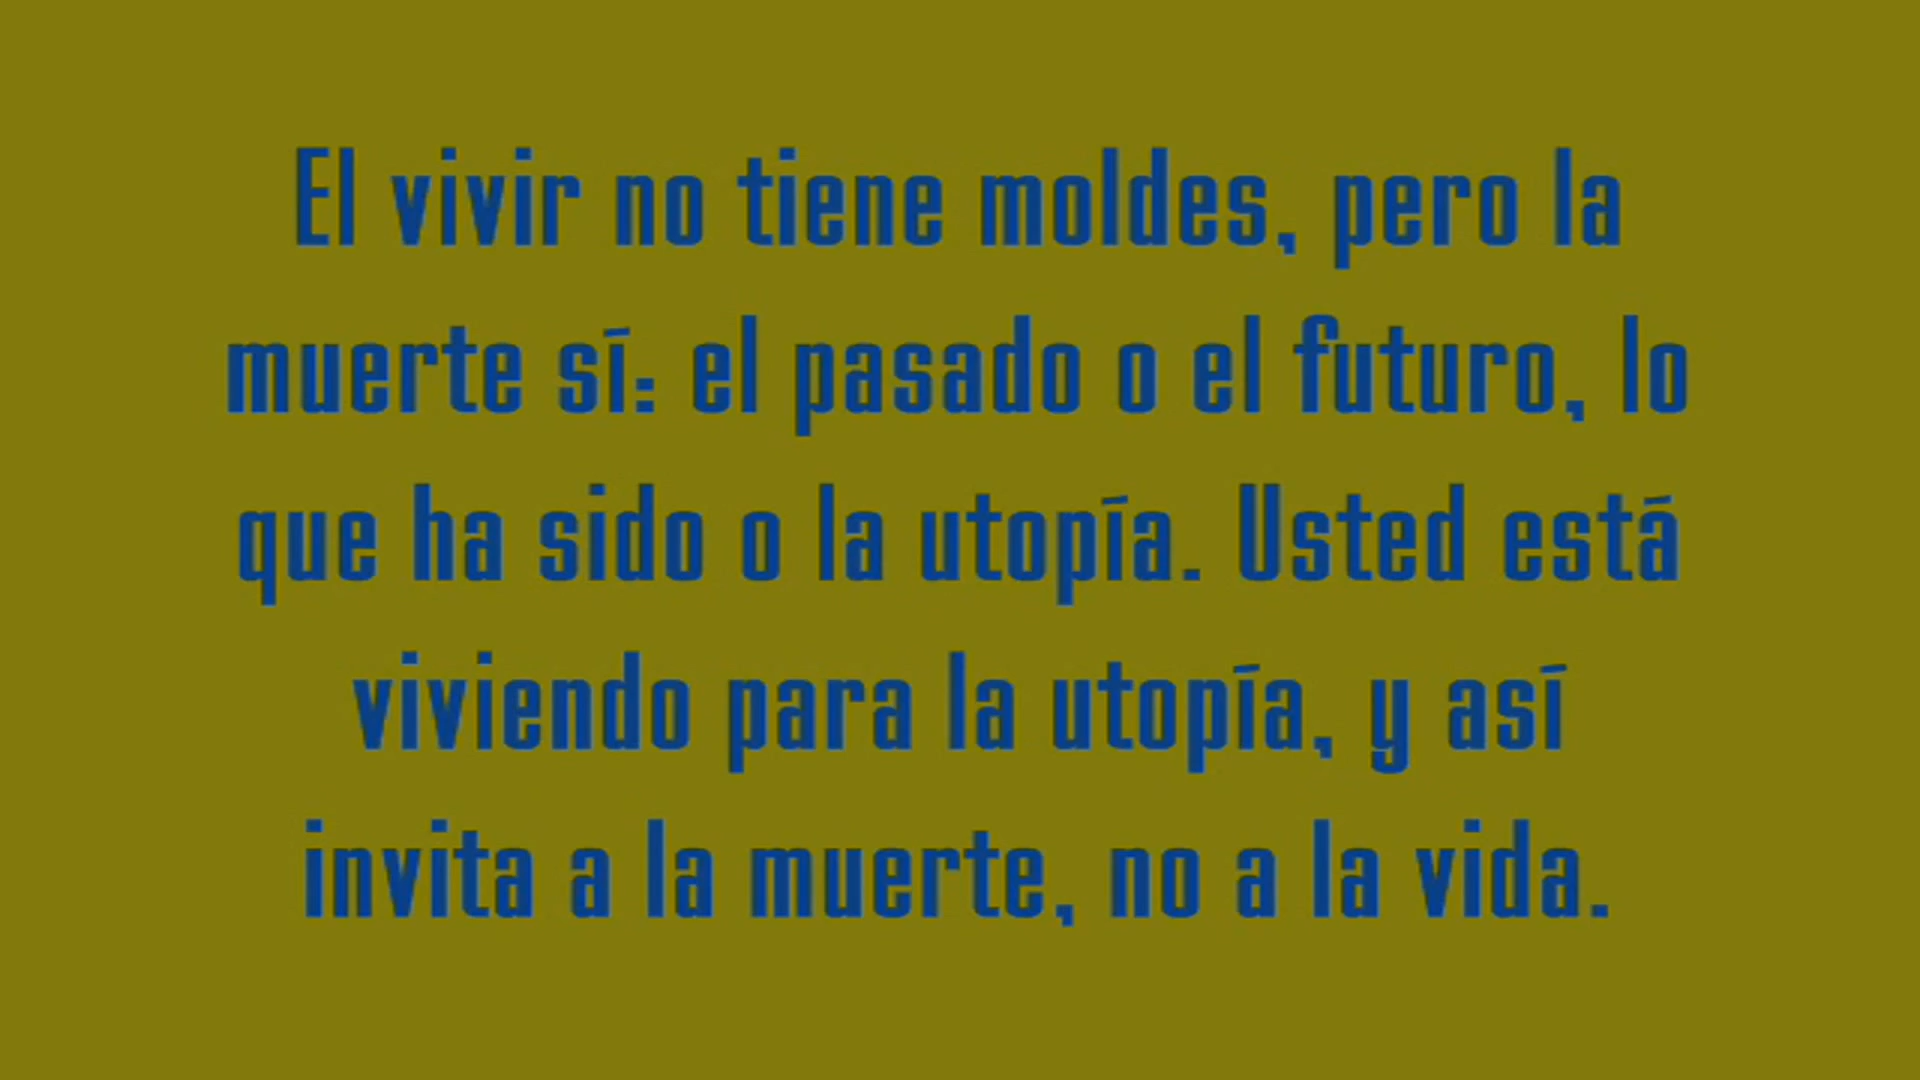 El vivir no tiene moldes, pero la
muerte sí: el pasado o el futuro, lo
que ha sido o la utopía. Usted está
viviendo para la utopía, y así
invita a la muerte, no a la vida.